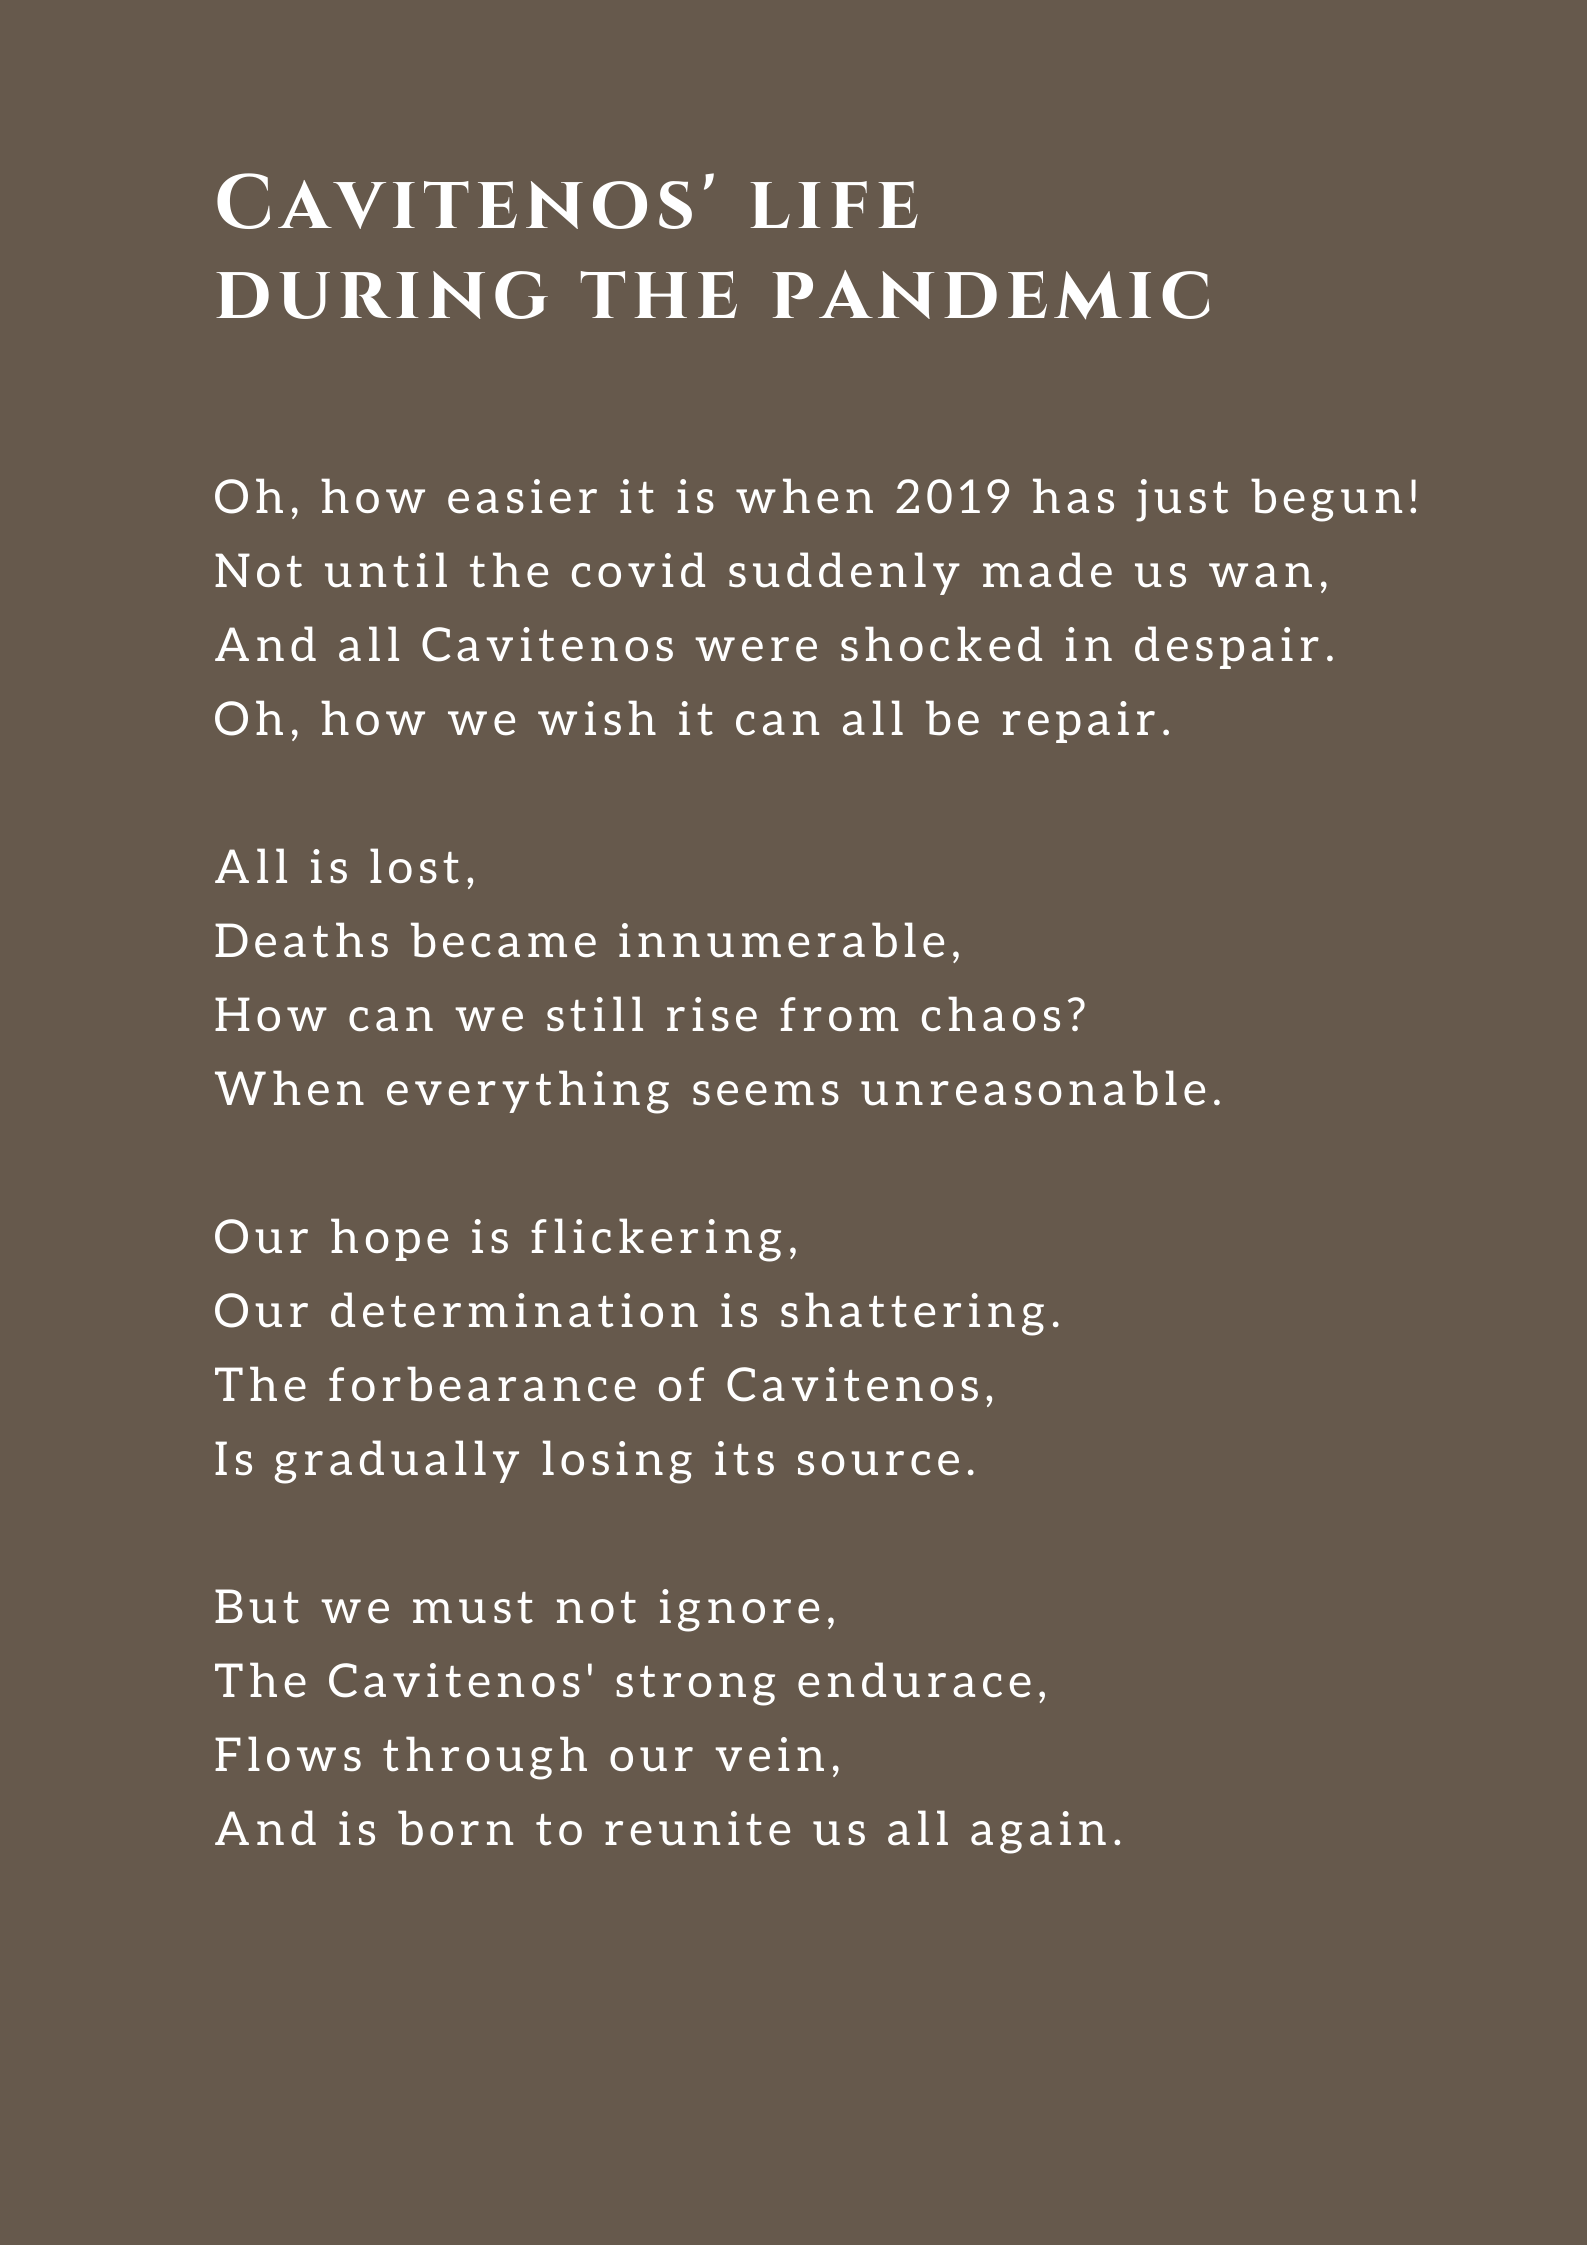 Cavitenos' life
during the pandemic
Oh, how easier it is when 2019 has just begun!
Not until the covid suddenly made us wan,
And all Cavitenos were shocked in despair.
Oh, how we wish it can all be repair.
All is lost,
Deaths became innumerable,
How can we still rise from chaos?
When everything seems unreasonable.
Our hope is flickering,
Our determination is shattering.
The forbearance of Cavitenos,
Is gradually losing its source.
But we must not ignore,
The Cavitenos' strong endurace,
Flows through our vein,
And is born to reunite us all again.